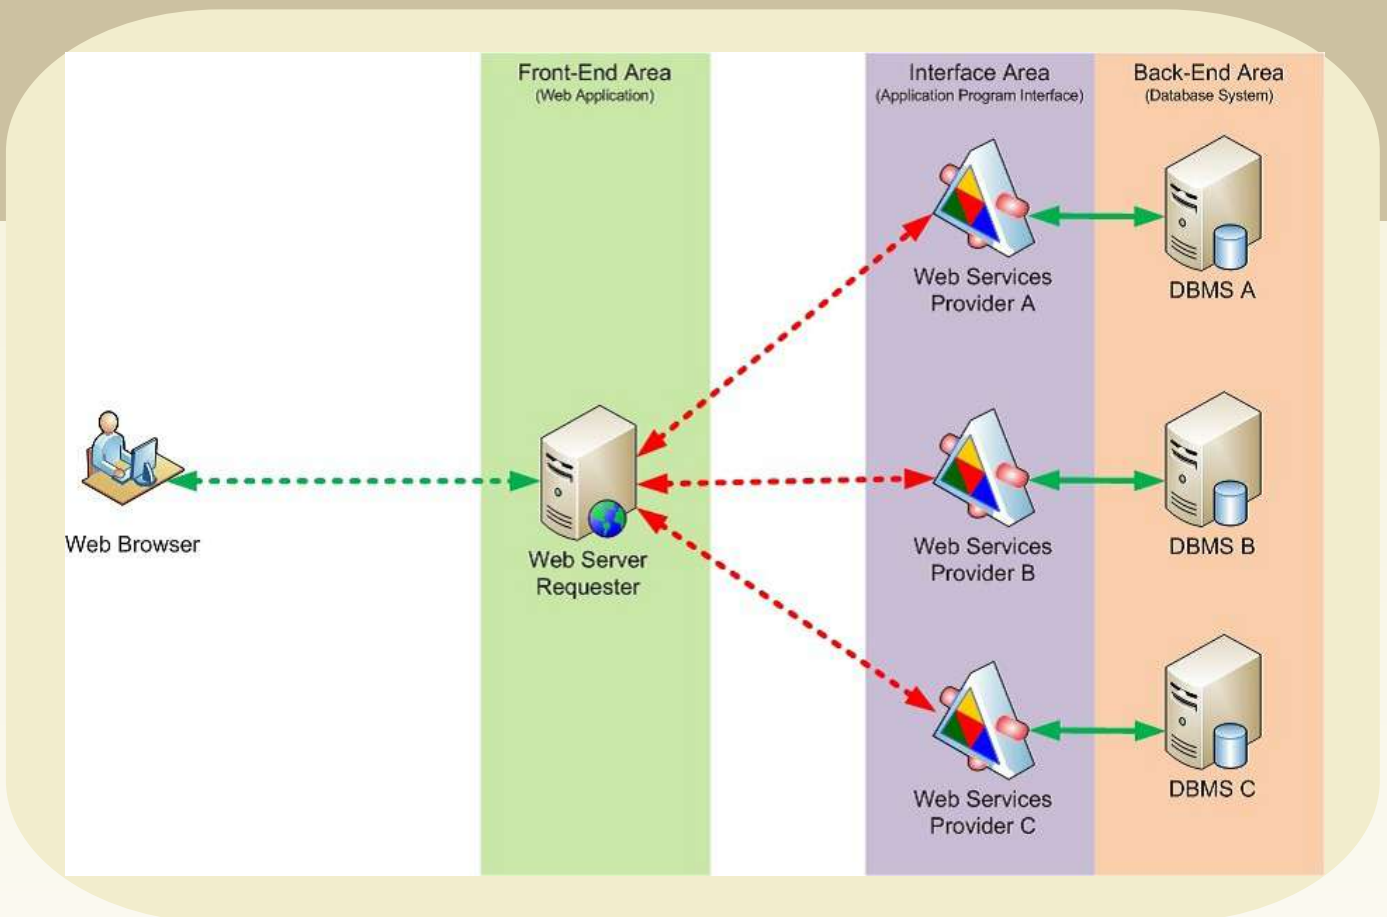 Front-End Area
(Web Application)
Interface Area
(Application Program Interface)
Back-End Area
(Database System)
Web Services
Provider A
DBMS A
Web Browser
Web Server
Requester
Web Services
Provider B
DBMS B
Web Services
Provider C
DBMS C